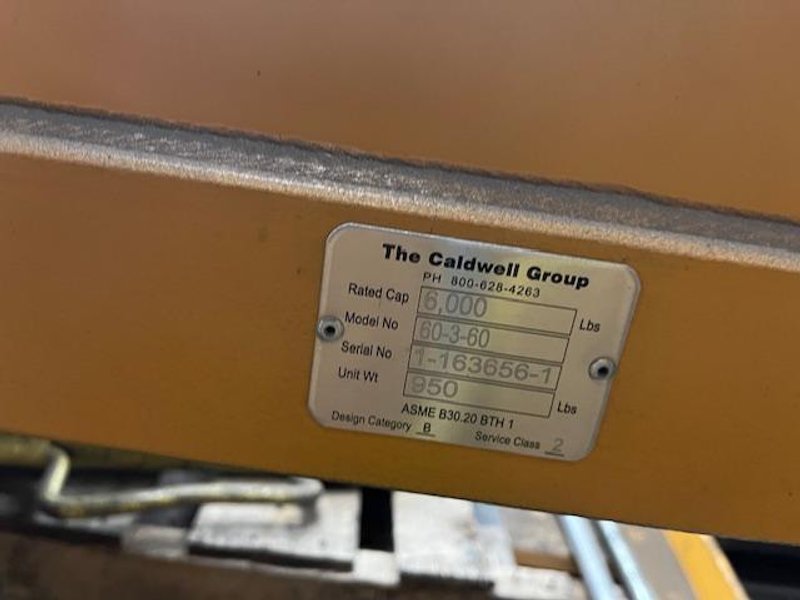 The Caldwell Group
PH 800-628-4263
Rated Cap 6,000 Lbs
Model No 60-3-60
Serial No 1-163656-1
Unit Wt 950 Lbs
ASME B30.20 BTH 1
Design Category B Service Class 2